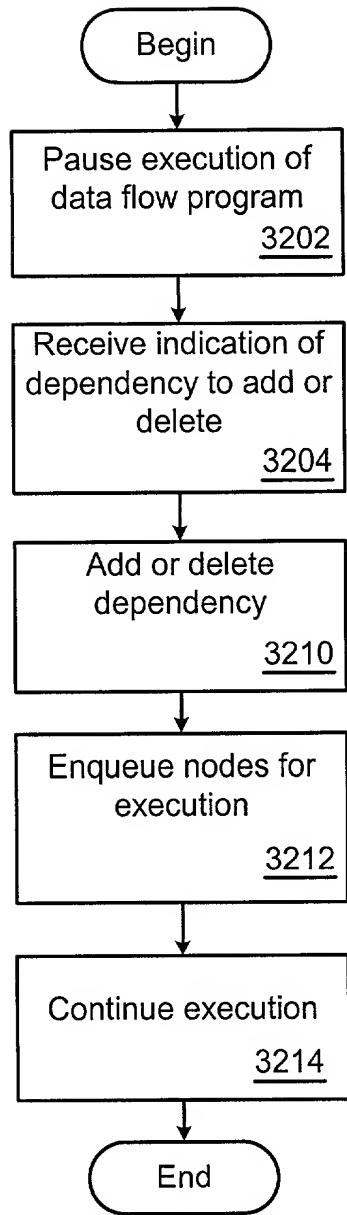 Begin
Pause execution of
data flow program
3202
Receive indication of
dependency to add or
delete
3204
Add or delete
dependency
3210
Enqueue nodes for
execution
3212
Continue execution
3214
End